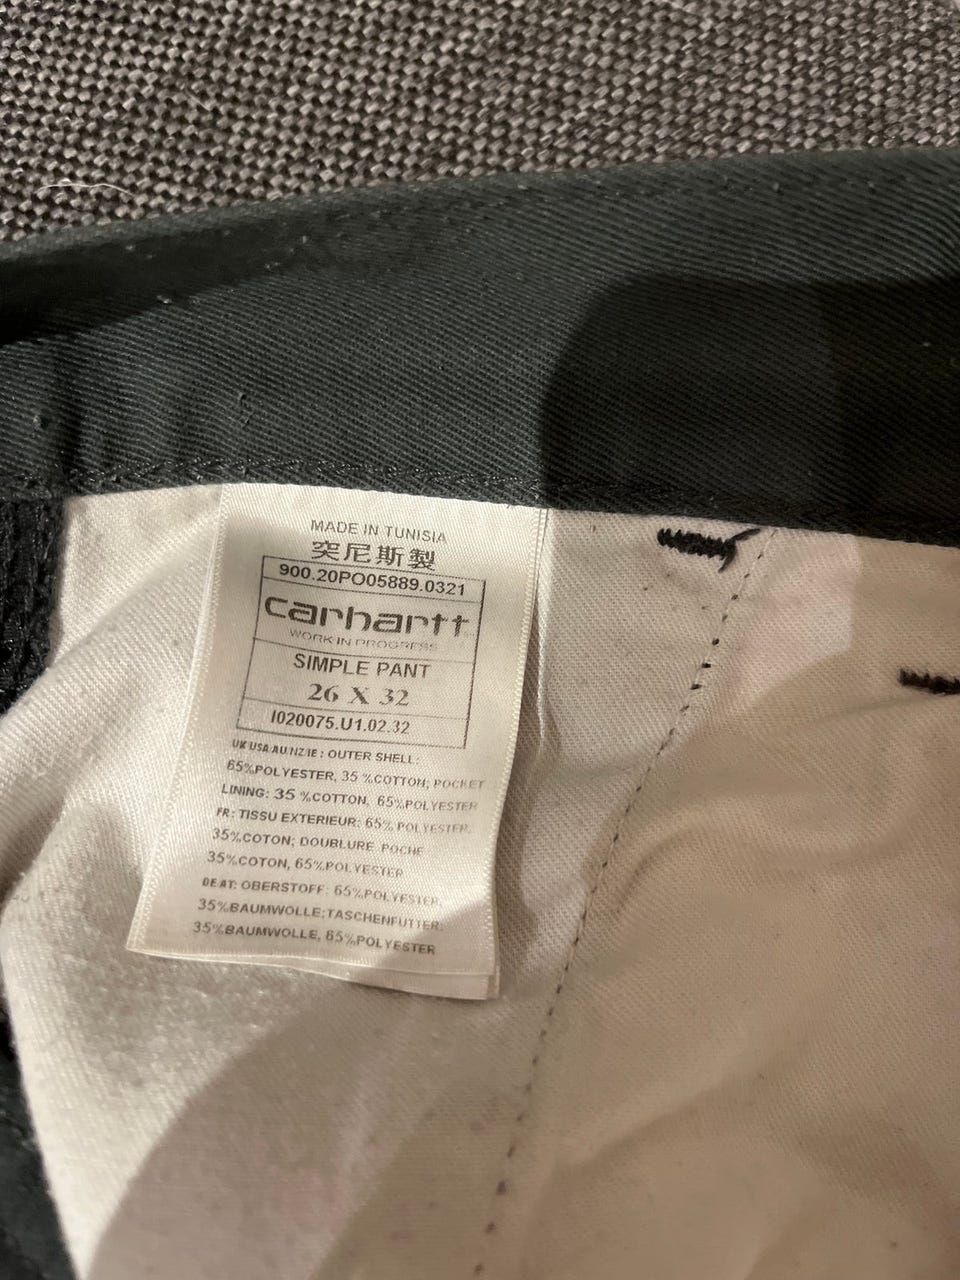 MADE IN TUNISIA
突尼斯製
900.20PO05889.0321
carhartt
WORK IN PROGRESS
SIMPLE PANT
26 X 32
I020075.U1.02.32
UK USA/AU/NZ/IE : OUTER SHELL:
65%POLYESTER, 35 %COTTON; POCKET
LINING: 35 %COTTON, 65%POLYESTER
FR: TISSU EXTERIEUR: 65% POLYESTER,
35%COTON; DOUBLURE POCHE
35%COTON, 65%POLYESTER
DE AT: OBERSTOFF: 65%POLYESTER,
35%BAUMWOLLE;TASCHENFUTTER:
35%BAUMWOLLE, 65%POLYESTER